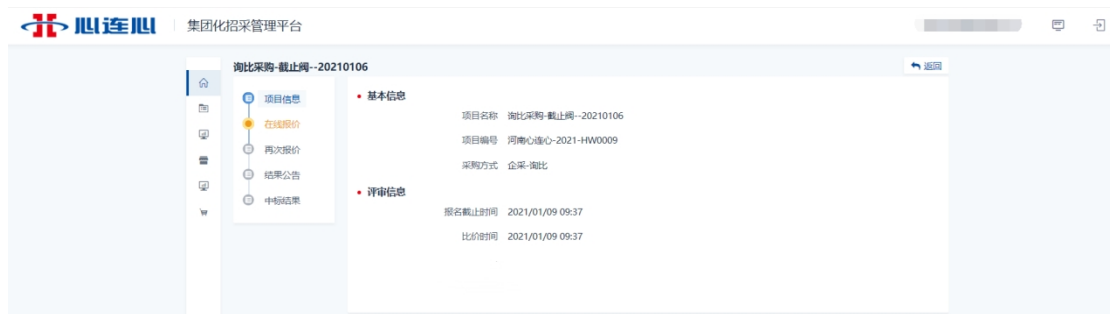 心连心 集团化招采管理平台
询比采购-截止阀--20210106 返回
项目信息
在线报价
再次报价
结果公告
中标结果
基本信息
项目名称 询比采购-截止阀--20210106
项目编号 河南心连心-2021-HW0009
采购方式 企采-询比
评审信息
报名截止时间 2021/01/09 09:37
比价时间 2021/01/09 09:37